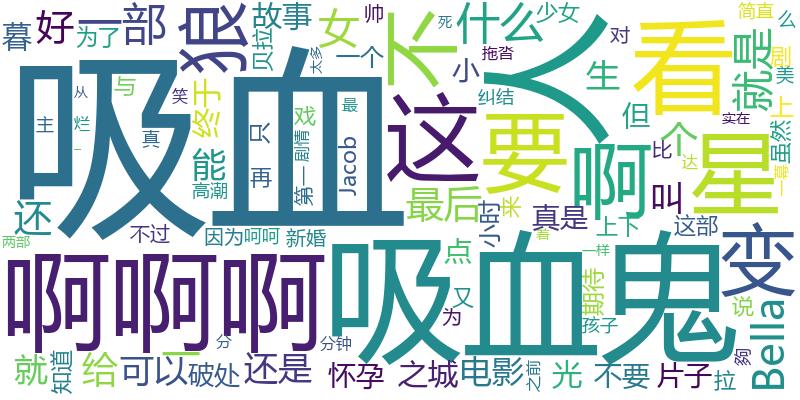 暮
好
一部
狼
故事
为了
贝拉
女
一个
帅
不
死
什么
拖沓
少女
小
纠结
人
对
生
但
看
简直
就是
剧
美
上
虽然
吸血
主
从
烂
一
与
真
笑
终于
能
高潮
只
再
戏
太多
第一
剧情
Jacob
最
这
要
啊
个
比
叫
星
实在
达
一幕
还
两部
不过
因为
呵呵
新婚
最后
点
又
为
小时
来
真是
着
上下
一样
期待
孩子
这部
变
说
Bella
啊啊啊
吸血鬼
就
知道
给
一
可以
破处
分
还是
分钟
怀孕
之城
电影
之前
光
不要
片子
拉
夠